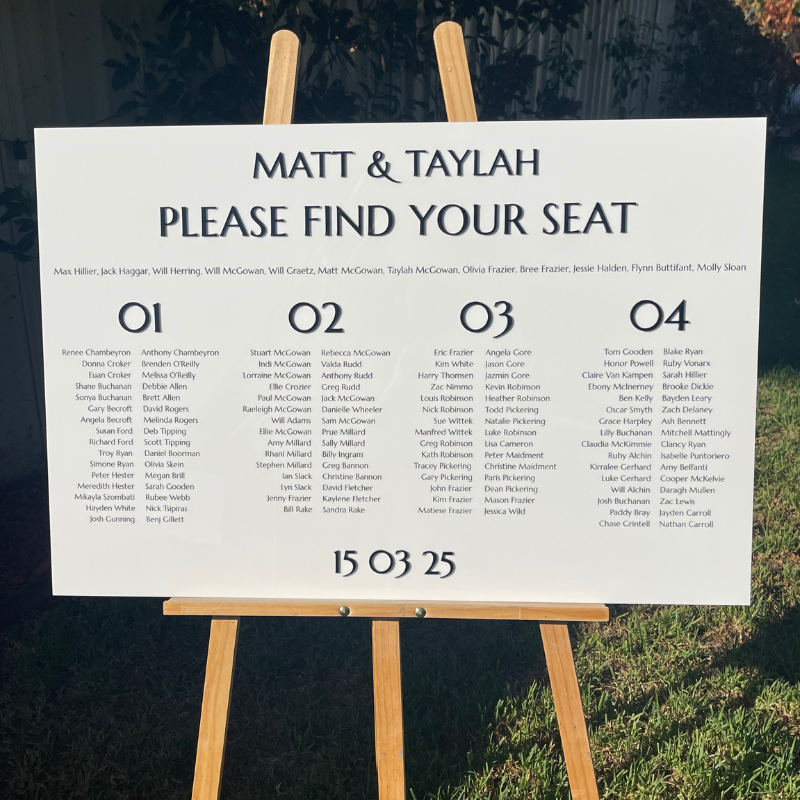 MATT & TAYLAH
PLEASE FIND YOUR SEAT
Max Hillier, Jack Haggar, Will Herring, Will McGowan, Will Graetz, Matt McGowan, Taylah McGowan, Olivia Frazier, Bree Frazier, Jessie Halden, Flynn Buttifant, Molly Sloan
01
Renee Chambeyron Anthony Chambeyron
Donna Croker Brenden O'Reilly
Euan Croker Melissa O'Reilly
Shane Buchanan Debbie Allen
Sonya Buchanan Brett Allen
Gary Becroft David Rogers
Angela Becroft Melinda Rogers
Susan Ford Deb Tipping
Richard Ford Scott Tipping
Troy Ryan Daniel Boorman
Simone Ryan Olivia Skein
Peter Hester Megan Brill
Meredith Hester Sarah Gooden
Mikayla Szombati Rubee Webb
Hayden White Nick Tsipiras
Josh Gunning Benj Gillett
02
Stuart McGowan Rebecca McGowan
Indi McGowan Valda Rudd
Lorraine McGowan Anthony Rudd
Ellie Crozier Greg Rudd
Paul McGowan Jack McGowan
Raeleigh McGowan Danielle Wheeler
Will Adams Sam McGowan
Ellie McGowan Prue Millard
Amy Millard Sally Millard
Rhani Millard Billy Ingram
Stephen Millard Greg Bannon
Ian Slack Christine Bannon
Lyn Slack David Fletcher
Jenny Frazier Kaylene Fletcher
Bill Rake Sandra Rake
03
Eric Frazier Angela Gore
Kim White Jason Gore
Harry Thomsen Jazmin Gore
Zac Nimmo Kevin Robinson
Louis Robinson Heather Robinson
Nick Robinson Todd Pickering
Sue Wittek Natalie Pickering
Manfred Wittek Luke Robinson
Greg Robinson Lisa Cameron
Kath Robinson Peter Maidment
Tracey Pickering Christine Maidment
Gary Pickering Paris Pickering
John Frazier Dean Pickering
Kim Frazier Mason Frazier
Matiese Frazier Jessica Wild
04
Tom Gooden Blake Ryan
Honor Powell Ruby Vonarx
Claire Van Kampen Sarah Hillier
Ebony McInerney Brooke Dickie
Ben Kelly Bayden Leary
Oscar Smyth Zach Delaney
Grace Harpley Ash Bennett
Lilly Buchanan Mitchell Mattingly
Claudia McKimmie Clancy Ryan
Ruby Alchin Isabelle Puntoriero
Kirralee Gerhard Amy Belfanti
Luke Gerhard Cooper McKelvie
Will Alchin Daragh Mullen
Josh Buchanan Zac Lewis
Paddy Bray Jayden Carroll
Chase Grintell Nathan Carroll
15 03 25